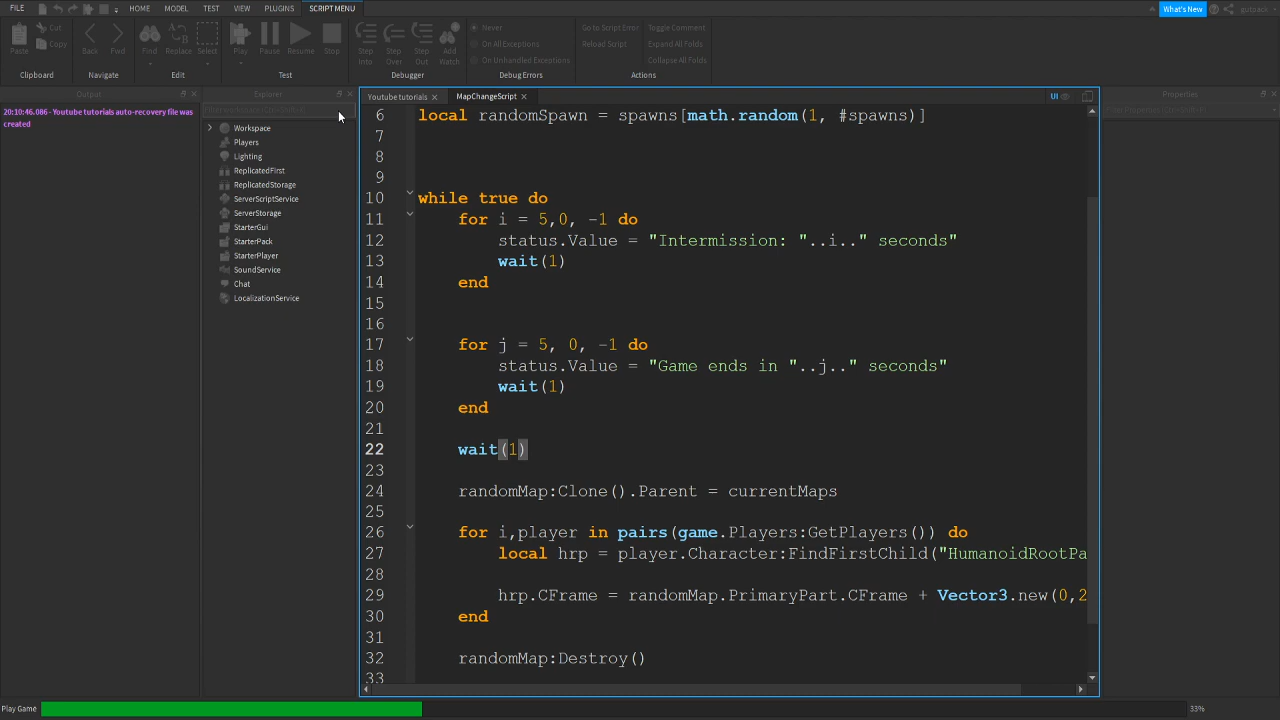 FILE HOME MODEL TEST VIEW PLUGINS SCRIPT MENU What's New gutpack
Paste Cut Copy Back Fwd Find Replace Select Play Pause Resume Stop Step Into Step Over Step Out Add Watch Never On All Exceptions On Unhandled Exceptions Go to Script Error Reload Script Toggle Comment Expand All Folds Collapse All Folds
Clipboard Navigate Edit Test Debugger Debug Errors Actions
Output Explorer Youtube tutorials MapChangeScript UI Properties
20:10:46.086 - Youtube tutorials auto-recovery file was
created
Workspace
Players
Lighting
ReplicatedFirst
ReplicatedStorage
ServerScriptService
ServerStorage
StarterGui
StarterPack
StarterPlayer
SoundService
Chat
LocalizationService
6 local randomSpawn = spawns[math.random(1, #spawns)]
7
8
9
10 while true do
11 for i = 5,0, -1 do
12 status.Value = "Intermission: "..i.." seconds"
13 wait(1)
14 end
15
16
17 for j = 5, 0, -1 do
18 status.Value = "Game ends in "..j.." seconds"
19 wait(1)
20 end
21
22 wait(1)
23
24 randomMap:Clone().Parent = currentMaps
25
26 for i,player in pairs(game.Players:GetPlayers()) do
27 local hrp = player.Character:FindFirstChild("HumanoidRootPa
28
29 hrp.CFrame = randomMap.PrimaryPart.CFrame + Vector3.new(0,2
30 end
31
32 randomMap:Destroy()
33
Play Game 33%